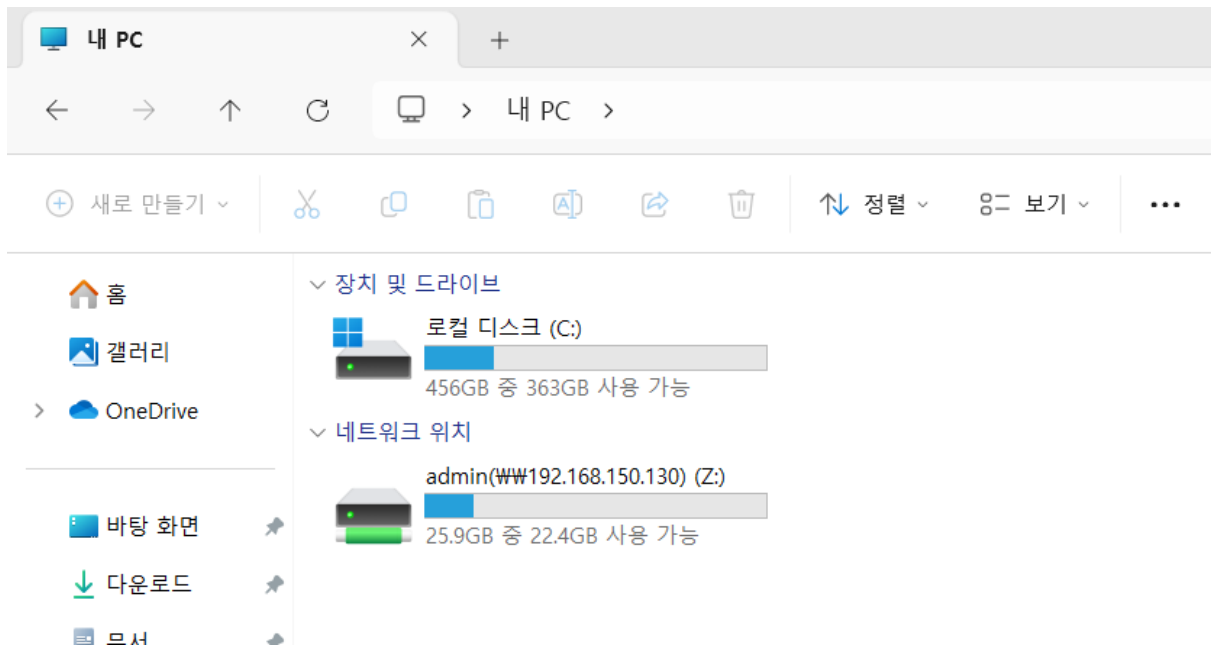 내 PC
내 PC
새로 만들기
정렬
보기
홈
갤러리
OneDrive
바탕 화면
다운로드
문서
장치 및 드라이브
로컬 디스크 (C:)
456GB 중 363GB 사용 가능
네트워크 위치
admin(₩₩192.168.150.130) (Z:)
25.9GB 중 22.4GB 사용 가능